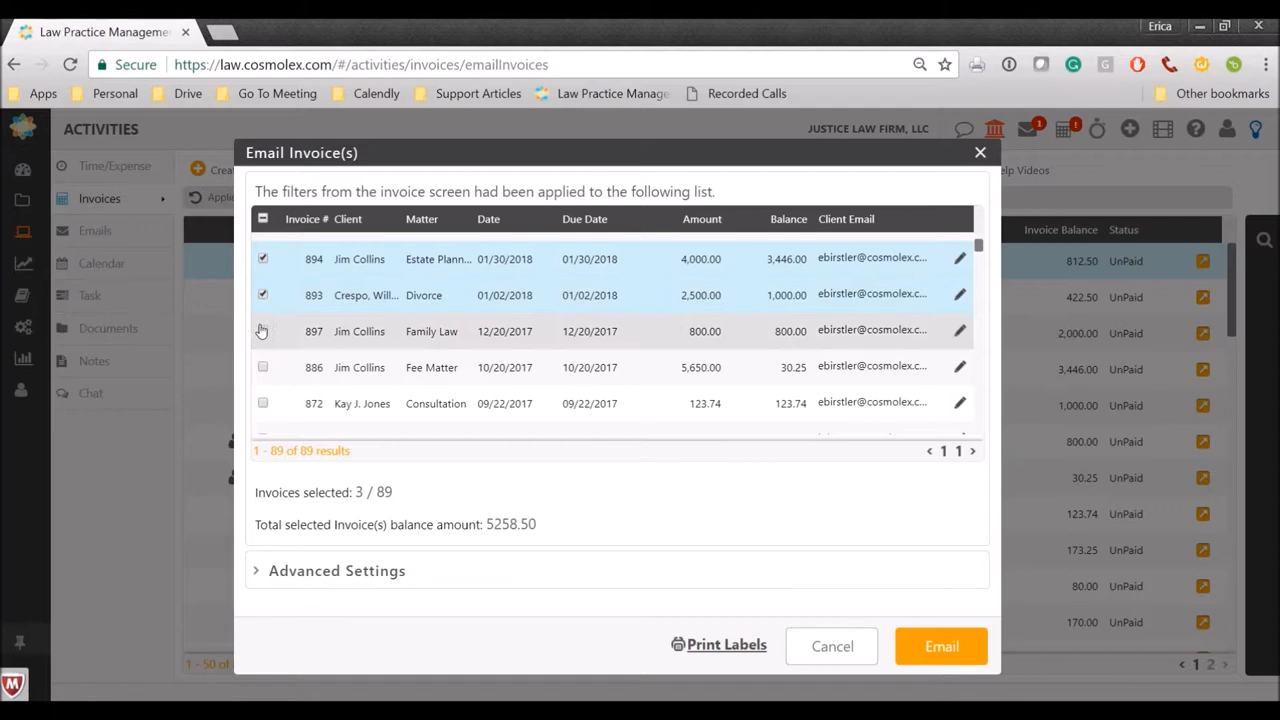 Law Practice Manageme
Erica
Secure
https://law.cosmolex.com/#/activities/invoices/emailInvoices
Apps
Personal
Drive
Go To Meeting
Calendly
Support Articles
Law Practice Manage
Recorded Calls
Other bookmarks
ACTIVITIES
JUSTICE LAW FIRM, LLC
1
!
Time/Expense
Invoices
Emails
Calendar
Task
Documents
Notes
Chat
Crea
elp Videos
Applie
Email Invoice(s)
The filters from the invoice screen had been applied to the following list.
Invoice # Client Matter Date Due Date Amount Balance Client Email
894 Jim Collins Estate Plann... 01/30/2018 01/30/2018 4,000.00 3,446.00 ebirstler@cosmolex.c...
893 Crespo, Will... Divorce 01/02/2018 01/02/2018 2,500.00 1,000.00 ebirstler@cosmolex.c...
897 Jim Collins Family Law 12/20/2017 12/20/2017 800.00 800.00 ebirstler@cosmolex.c...
886 Jim Collins Fee Matter 10/20/2017 10/20/2017 5,650.00 30.25 ebirstler@cosmolex.c...
872 Kay J. Jones Consultation 09/22/2017 09/22/2017 123.74 123.74 ebirstler@cosmolex.c...
1 - 89 of 89 results
1 1
Invoices selected: 3 / 89
Total selected Invoice(s) balance amount: 5258.50
Advanced Settings
Print Labels
Cancel
Email
Invoice Balance Status
812.50 UnPaid
422.50 UnPaid
2,000.00 UnPaid
3,446.00 UnPaid
1,000.00 UnPaid
800.00 UnPaid
30.25 UnPaid
123.74 UnPaid
173.25 UnPaid
80.00 UnPaid
170.00 UnPaid
1 - 50 of
1 2